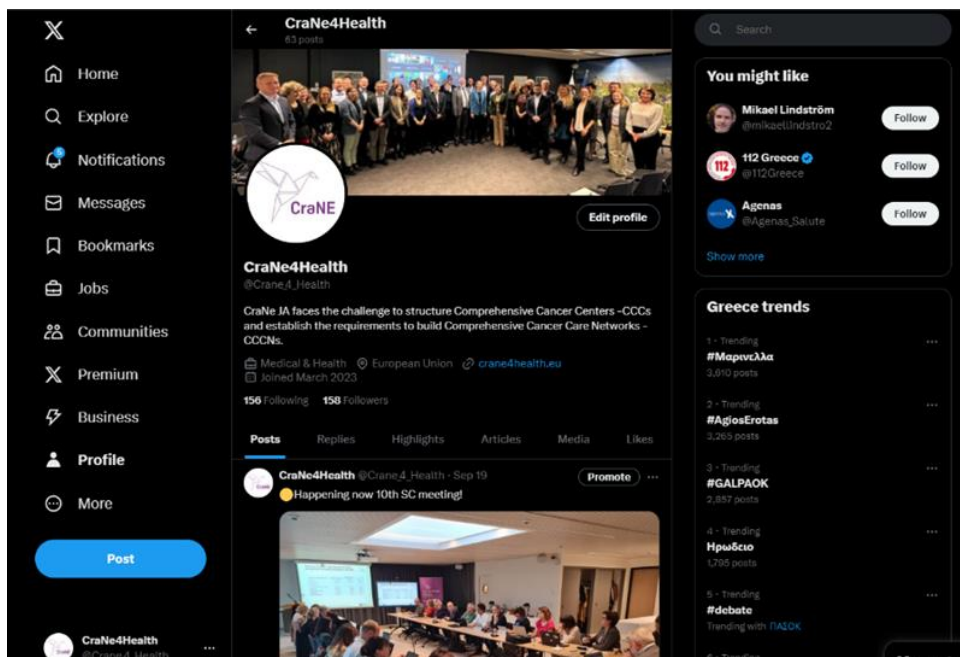 Home
Explore
5
Notifications
Messages
Bookmarks
Jobs
Communities
Premium
Business
Profile
More
Post
CraNe4Health
@Crane_4_Health
CraNe4Health
63 posts
CraNE
Edit profile
CraNe4Health
@Crane_4_Health
CraNe JA faces the challenge to structure Comprehensive Cancer Centers -CCCs
and establish the requirements to build Comprehensive Cancer Care Networks -
CCCNs.
Medical & Health European Union crane4health.eu
Joined March 2023
156 Following 158 Followers
Posts Replies Highlights Articles Media Likes
CraNe4Health @Crane_4_Health · Sep 19
Promote
Happening now 10th SC meeting!
Search
You might like
Mikael Lindström
@mikaellindstro2
Follow
112
112 Greece
@112Greece
Follow
Agenas
@Agenas_Salute
Follow
Show more
Greece trends
1 · Trending
#Μαρινελλα
3,610 posts
2 · Trending
#AgiosErotas
3,265 posts
3 · Trending
#GALPAOK
2,857 posts
4 · Trending
Ηρωδειο
1,795 posts
5 · Trending
#debate
Trending with ΠΑΣΟΚ